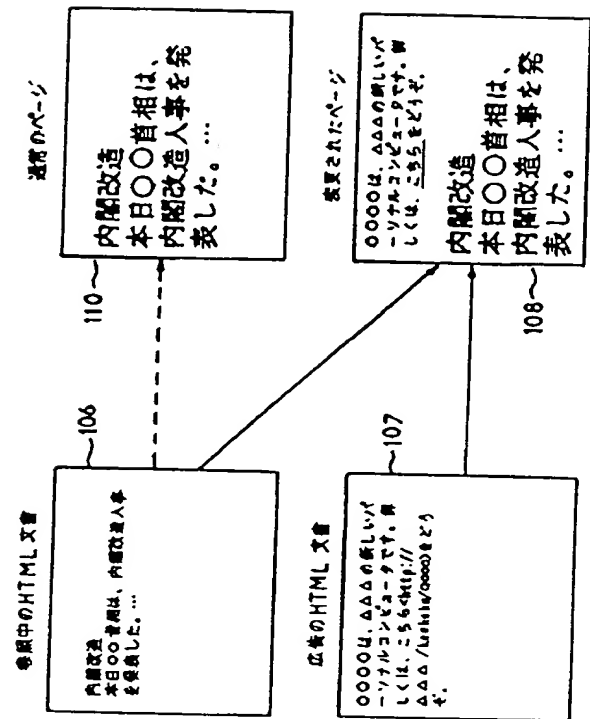 参照中のHTML文書
106
内閣改造
本日〇〇首相は、内閣改造人事
を発表した。…
通常のページ
110
内閣改造
本日〇〇首相は、
内閣改造人事を発
表した。…
広告のHTML文書
107
〇〇〇〇は、△△△の新しいパ
ーソナルコンピュータです。詳
しくは、こちら<http://
△△△/
/〇〇〇〇>をどう
ぞ。
変更されたページ
〇〇〇〇は、△△△の新しいパ
ーソナルコンピュータです。詳
しくは、こちらをどうぞ。
内閣改造
本日〇〇首相は、
内閣改造人事を発
表した。…
108